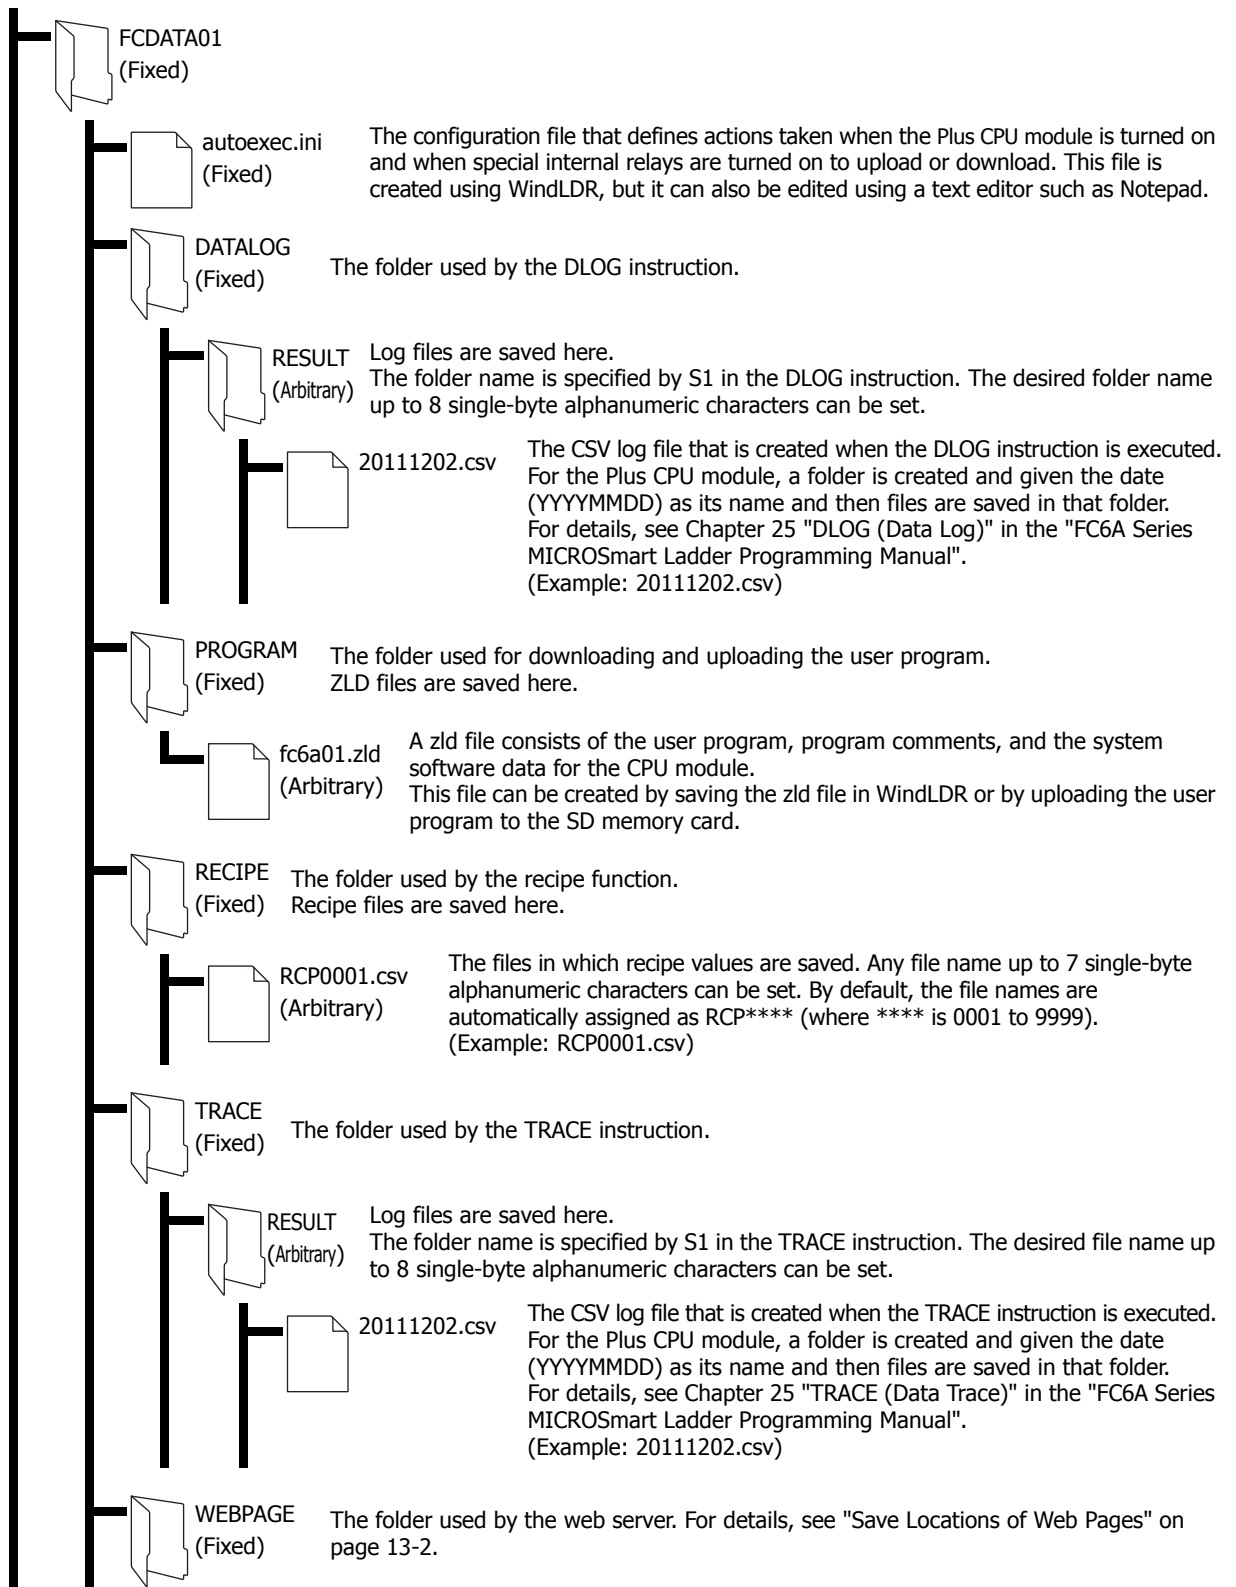 FCDATA01
(Fixed)
autoexec.ini
(Fixed)
The configuration file that defines actions taken when the Plus CPU module is turned on
and when special internal relays are turned on to upload or download. This file is
created using WindLDR, but it can also be edited using a text editor such as Notepad.
DATALOG
(Fixed)
The folder used by the DLOG instruction.
RESULT
(Arbitrary)
Log files are saved here.
The folder name is specified by S1 in the DLOG instruction. The desired folder name
up to 8 single-byte alphanumeric characters can be set.
20111202.csv
The CSV log file that is created when the DLOG instruction is executed.
For the Plus CPU module, a folder is created and given the date
(YYYYMMDD) as its name and then files are saved in that folder.
For details, see Chapter 25 "DLOG (Data Log)" in the "FC6A Series
MICROSmart Ladder Programming Manual".
(Example: 20111202.csv)
PROGRAM
(Fixed)
The folder used for downloading and uploading the user program.
ZLD files are saved here.
fc6a01.zld
(Arbitrary)
A zld file consists of the user program, program comments, and the system
software data for the CPU module.
This file can be created by saving the zld file in WindLDR or by uploading the user
program to the SD memory card.
RECIPE
(Fixed)
The folder used by the recipe function.
Recipe files are saved here.
RCP0001.csv
(Arbitrary)
The files in which recipe values are saved. Any file name up to 7 single-byte
alphanumeric characters can be set. By default, the file names are
automatically assigned as RCP**** (where **** is 0001 to 9999).
(Example: RCP0001.csv)
TRACE
(Fixed)
The folder used by the TRACE instruction.
RESULT
(Arbitrary)
Log files are saved here.
The folder name is specified by S1 in the TRACE instruction. The desired file name up
to 8 single-byte alphanumeric characters can be set.
20111202.csv
The CSV log file that is created when the TRACE instruction is executed.
For the Plus CPU module, a folder is created and given the date
(YYYYMMDD) as its name and then files are saved in that folder.
For details, see Chapter 25 "TRACE (Data Trace)" in the "FC6A Series
MICROSmart Ladder Programming Manual".
(Example: 20111202.csv)
WEBPAGE
(Fixed)
The folder used by the web server. For details, see "Save Locations of Web Pages" on
page 13-2.